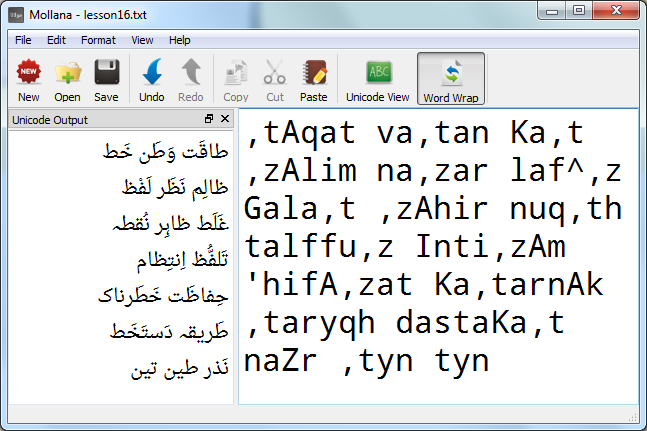 Mollana - lesson16.txt
File Edit Format View Help
New Open Save Undo Redo Copy Cut Paste Unicode View Word Wrap
NEW ABC
Unicode Output
طاقَت وَطَن خَط
ظالِم نَظَر لَفْظ
غَلَط ظاہِر نُقطہ
تَلَفُّظ اِنتِظام
حِفاظَت خَطَرناک
طَریقہ دَستَخَط
نَذر طین تین
,tAqat va,tan Ka,t
,zAlim na,zar laf^,z
Gala,t ,zAhir nuq,th
talffu,z Inti,zAm
'hifA,zat Ka,tarnAk
,taryqh dastaKa,t
naZr ,tyn tyn